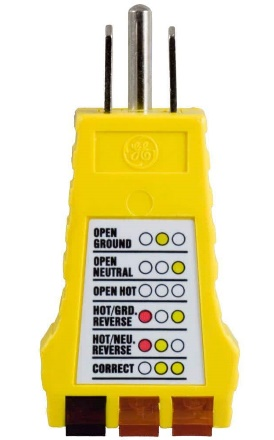 OPEN
GROUND
OPEN
NEUTRAL
OPEN HOT
HOT/GRD.
REVERSE
HOT/NEU.
REVERSE
CORRECT